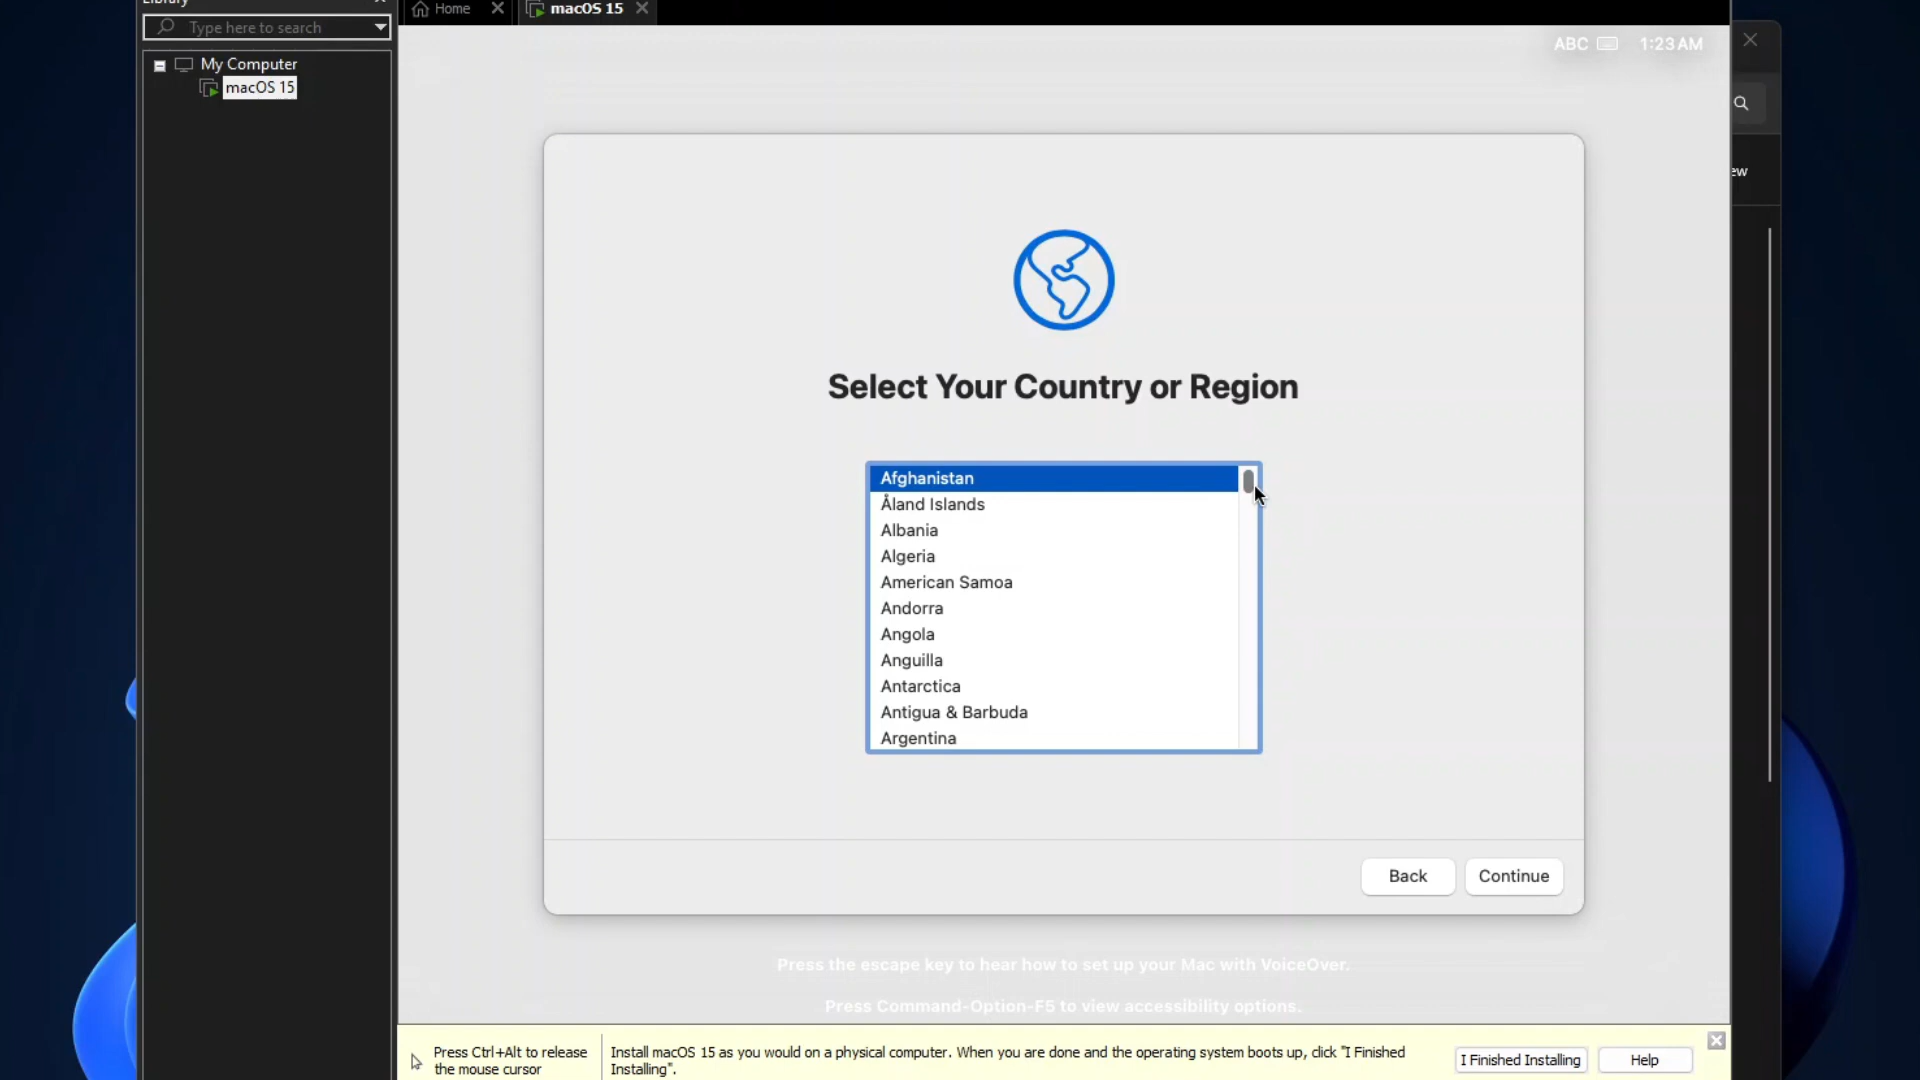 Library
Home
macOS 15
Type here to search
My Computer
macOS 15
ABC
1:23 AM
ew
Select Your Country or Region
Afghanistan
Åland Islands
Albania
Algeria
American Samoa
Andorra
Angola
Anguilla
Antarctica
Antigua & Barbuda
Argentina
Back
Continue
Press the escape key to hear how to set up your Mac with VoiceOver.
Press Command-Option-F5 to view accessibility options.
Press Ctrl+Alt to release
the mouse cursor
Install macOS 15 as you would on a physical computer. When you are done and the operating system boots up, click "I Finished
Installing".
I Finished Installing
Help